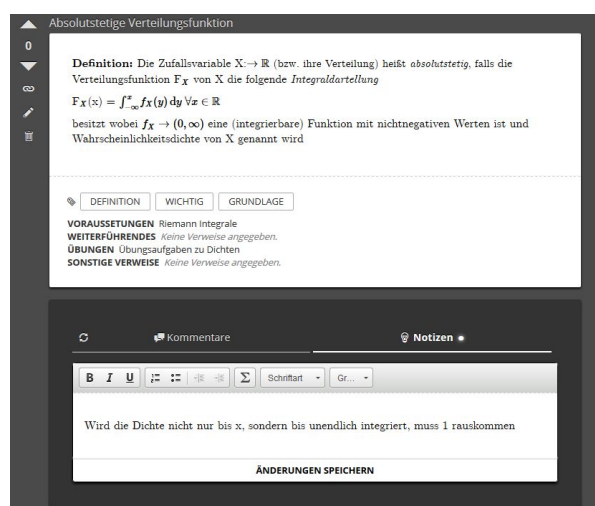 Absolutstetige Verteilungsfunktion
0
Definition: Die Zufallsvariable X:→ ℝ (bzw. ihre Verteilung) heißt absolutstetig, falls die
Verteilungsfunktion F_X von X die folgende Integraldartellung
F_X(x) = ∫_{-∞}^{x} f_X(y) dy ∀x ∈ ℝ
besitzt wobei f_X → (0, ∞) eine (integrierbare) Funktion mit nichtnegativen Werten ist und
Wahrscheinlichkeitsdichte von X genannt wird
DEFINITION WICHTIG GRUNDLAGE
VORAUSSETUNGEN Riemann Integrale
WEITERFÜHRENDES Keine Verweise angegeben.
ÜBUNGEN Übungsaufgaben zu Dichten
SONSTIGE VERWEISE Keine Verweise angegeben.
Kommentare Notizen
B I U Σ Schriftart Gr...
Wird die Dichte nicht nur bis x, sondern bis unendlich integriert, muss 1 rauskommen
ÄNDERUNGEN SPEICHERN